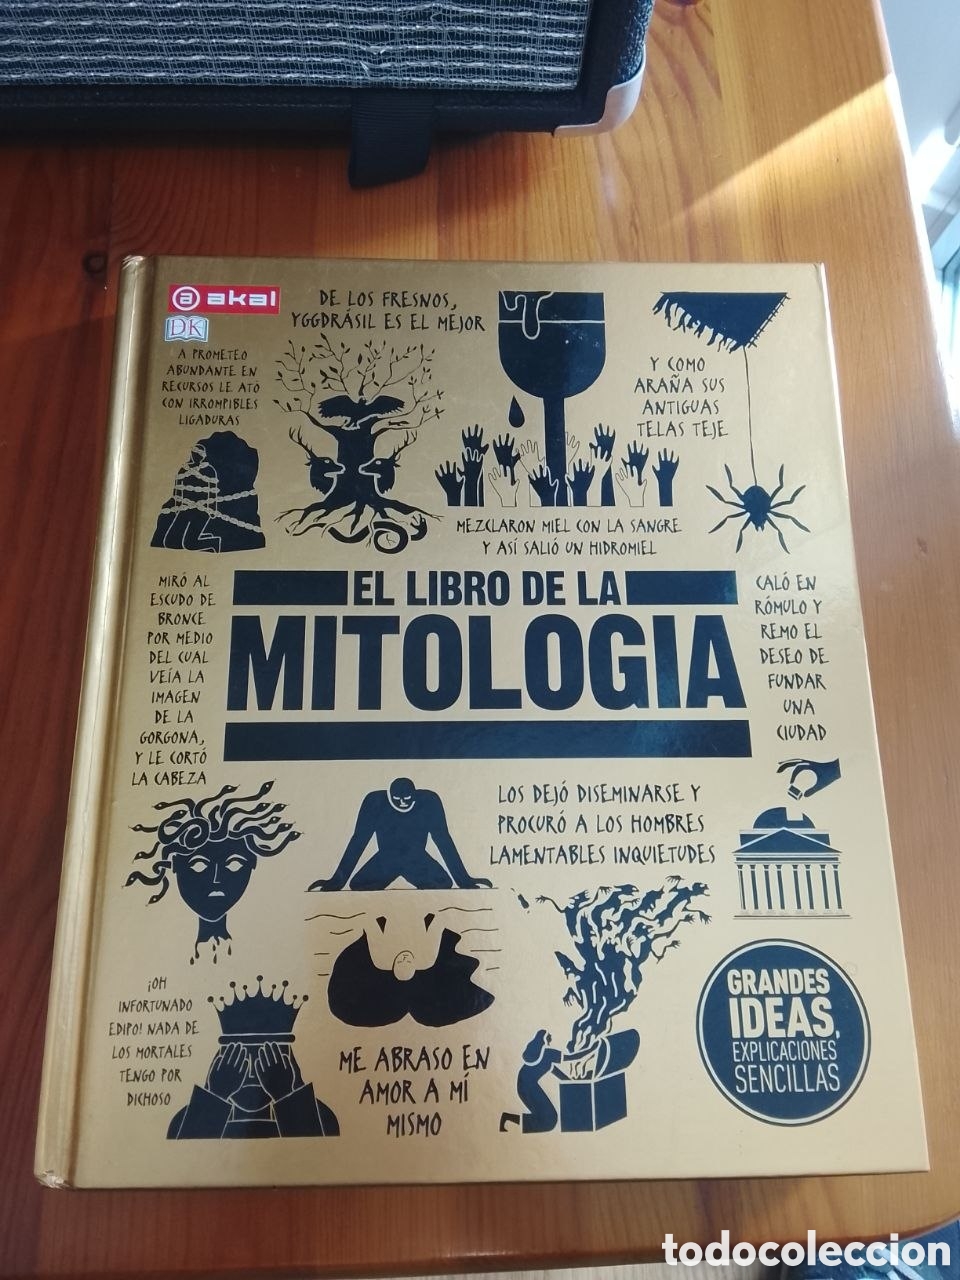 akal
DK
DE LOS FRESNOS,
YGGDRÁSIL ES EL MEJOR
A PROMETEO
ABUNDANTE EN
RECURSOS LE ATÓ
CON IRROMPIBLES
LIGADURAS
Y COMO
ARAÑA SUS
ANTIGUAS
TELAS TEJE
MEZCLARON MIEL CON LA SANGRE
Y ASÍ SALIÓ UN HIDROMIEL
MIRÓ AL
ESCUDO DE
BRONCE
POR MEDIO
DEL CUAL
VEÍA LA
IMAGEN
DE LA
GORGONA,
Y LE CORTÓ
LA CABEZA
EL LIBRO DE LA
MITOLOGIA
CALÓ EN
RÓMULO Y
REMO EL
DESEO DE
FUNDAR
UNA
CIUDAD
LOS DEJÓ DISEMINARSE Y
PROCURÓ A LOS HOMBRES
LAMENTABLES INQUIETUDES
¡OH
INFORTUNADO
EDIPO! NADA DE
LOS MORTALES
TENGO POR
DICHOSO
ME ABRASO EN
AMOR A MÍ
MISMO
GRANDES
IDEAS,
EXPLICACIONES
SENCILLAS
todocoleccion